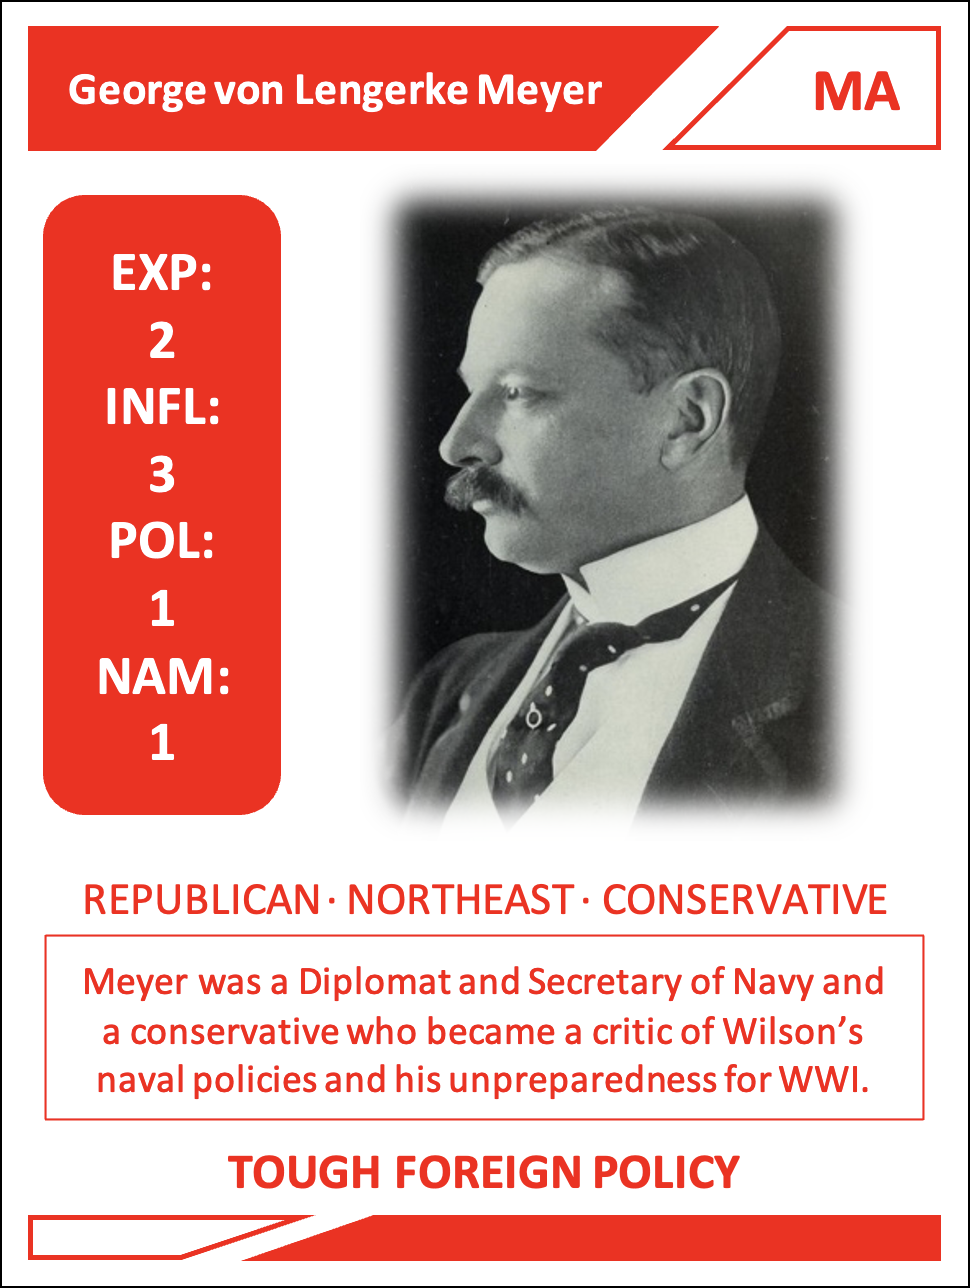 George von Lengerke Meyer
MA
EXP:
2
INFL:
3
POL:
1
NAM:
1
REPUBLICAN · NORTHEAST · CONSERVATIVE
Meyer was a Diplomat and Secretary of Navy and
a conservative who became a critic of Wilson’s
naval policies and his unpreparedness for WWI.
TOUGH FOREIGN POLICY